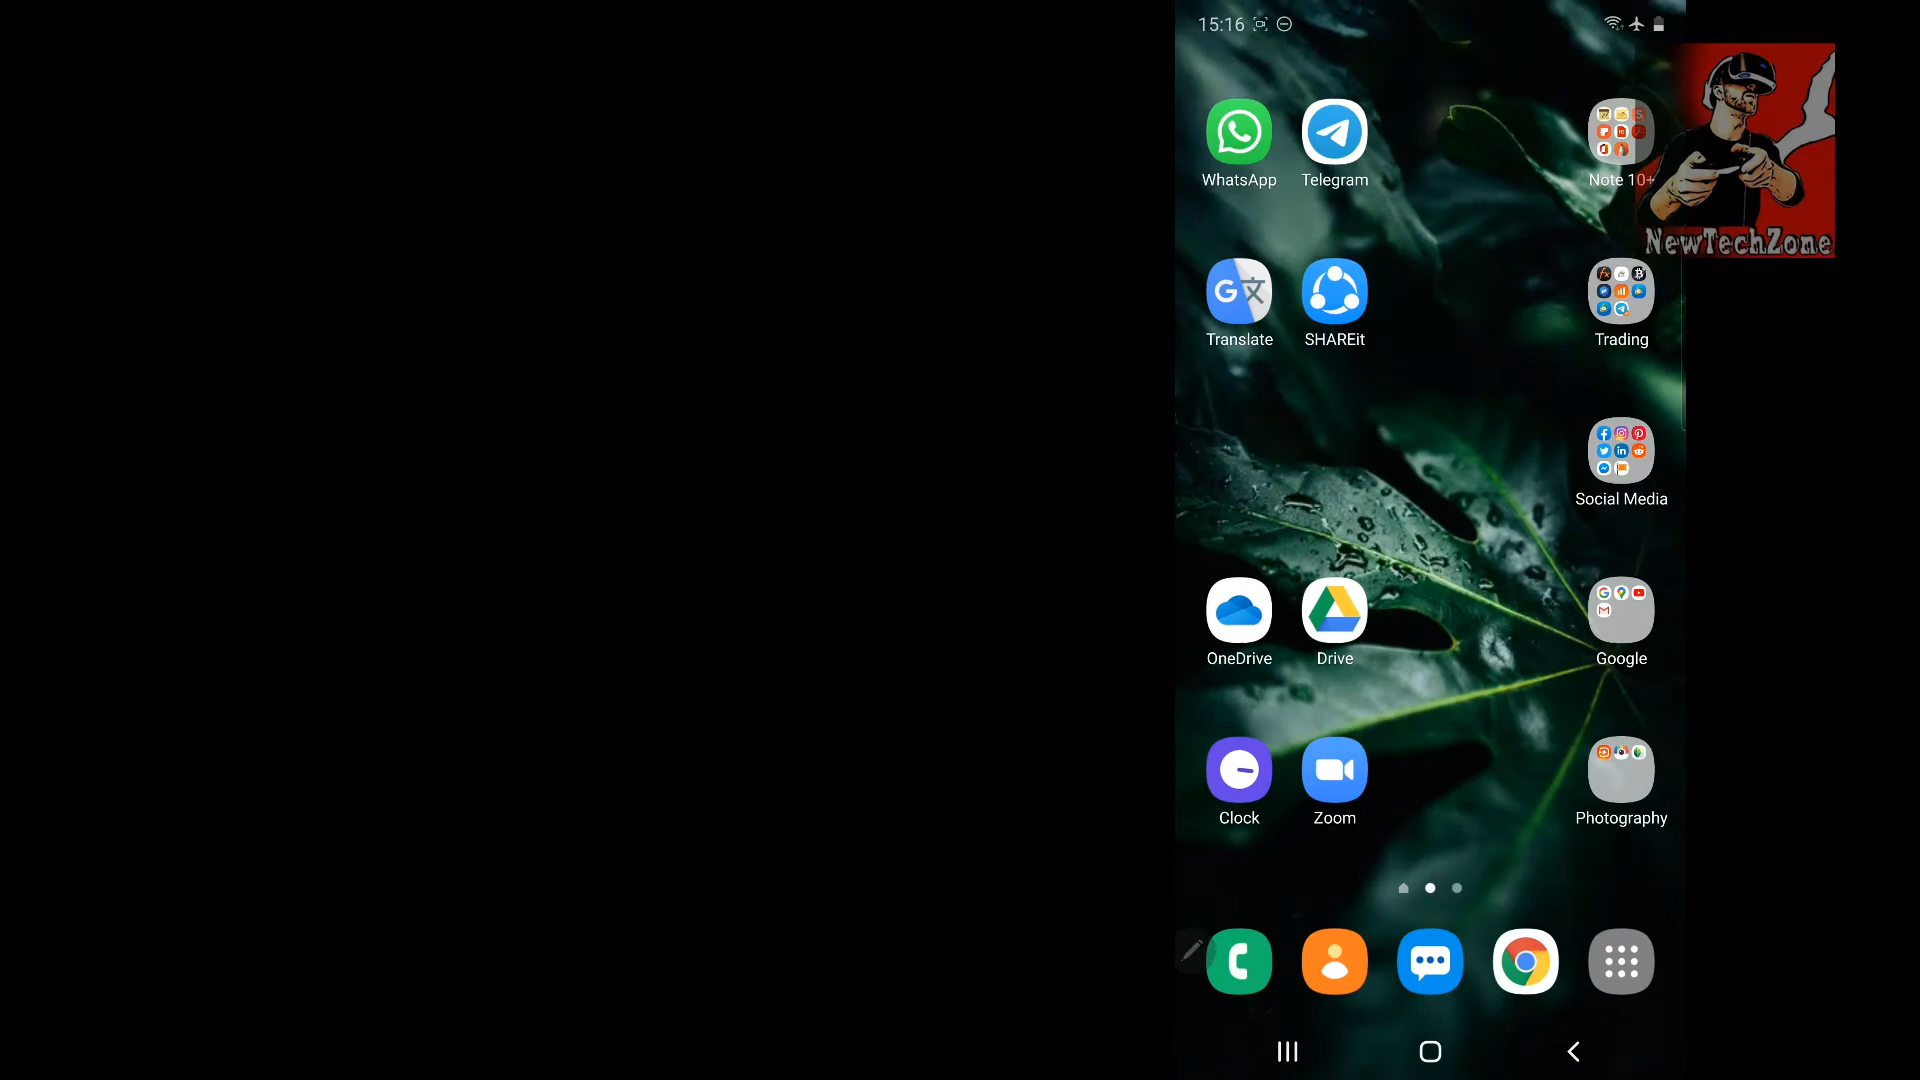 15:16
WhatsApp Telegram Note 10+
NewTechZone
Translate SHAREit Trading
Social Media
OneDrive Drive Google
Clock Zoom Photography